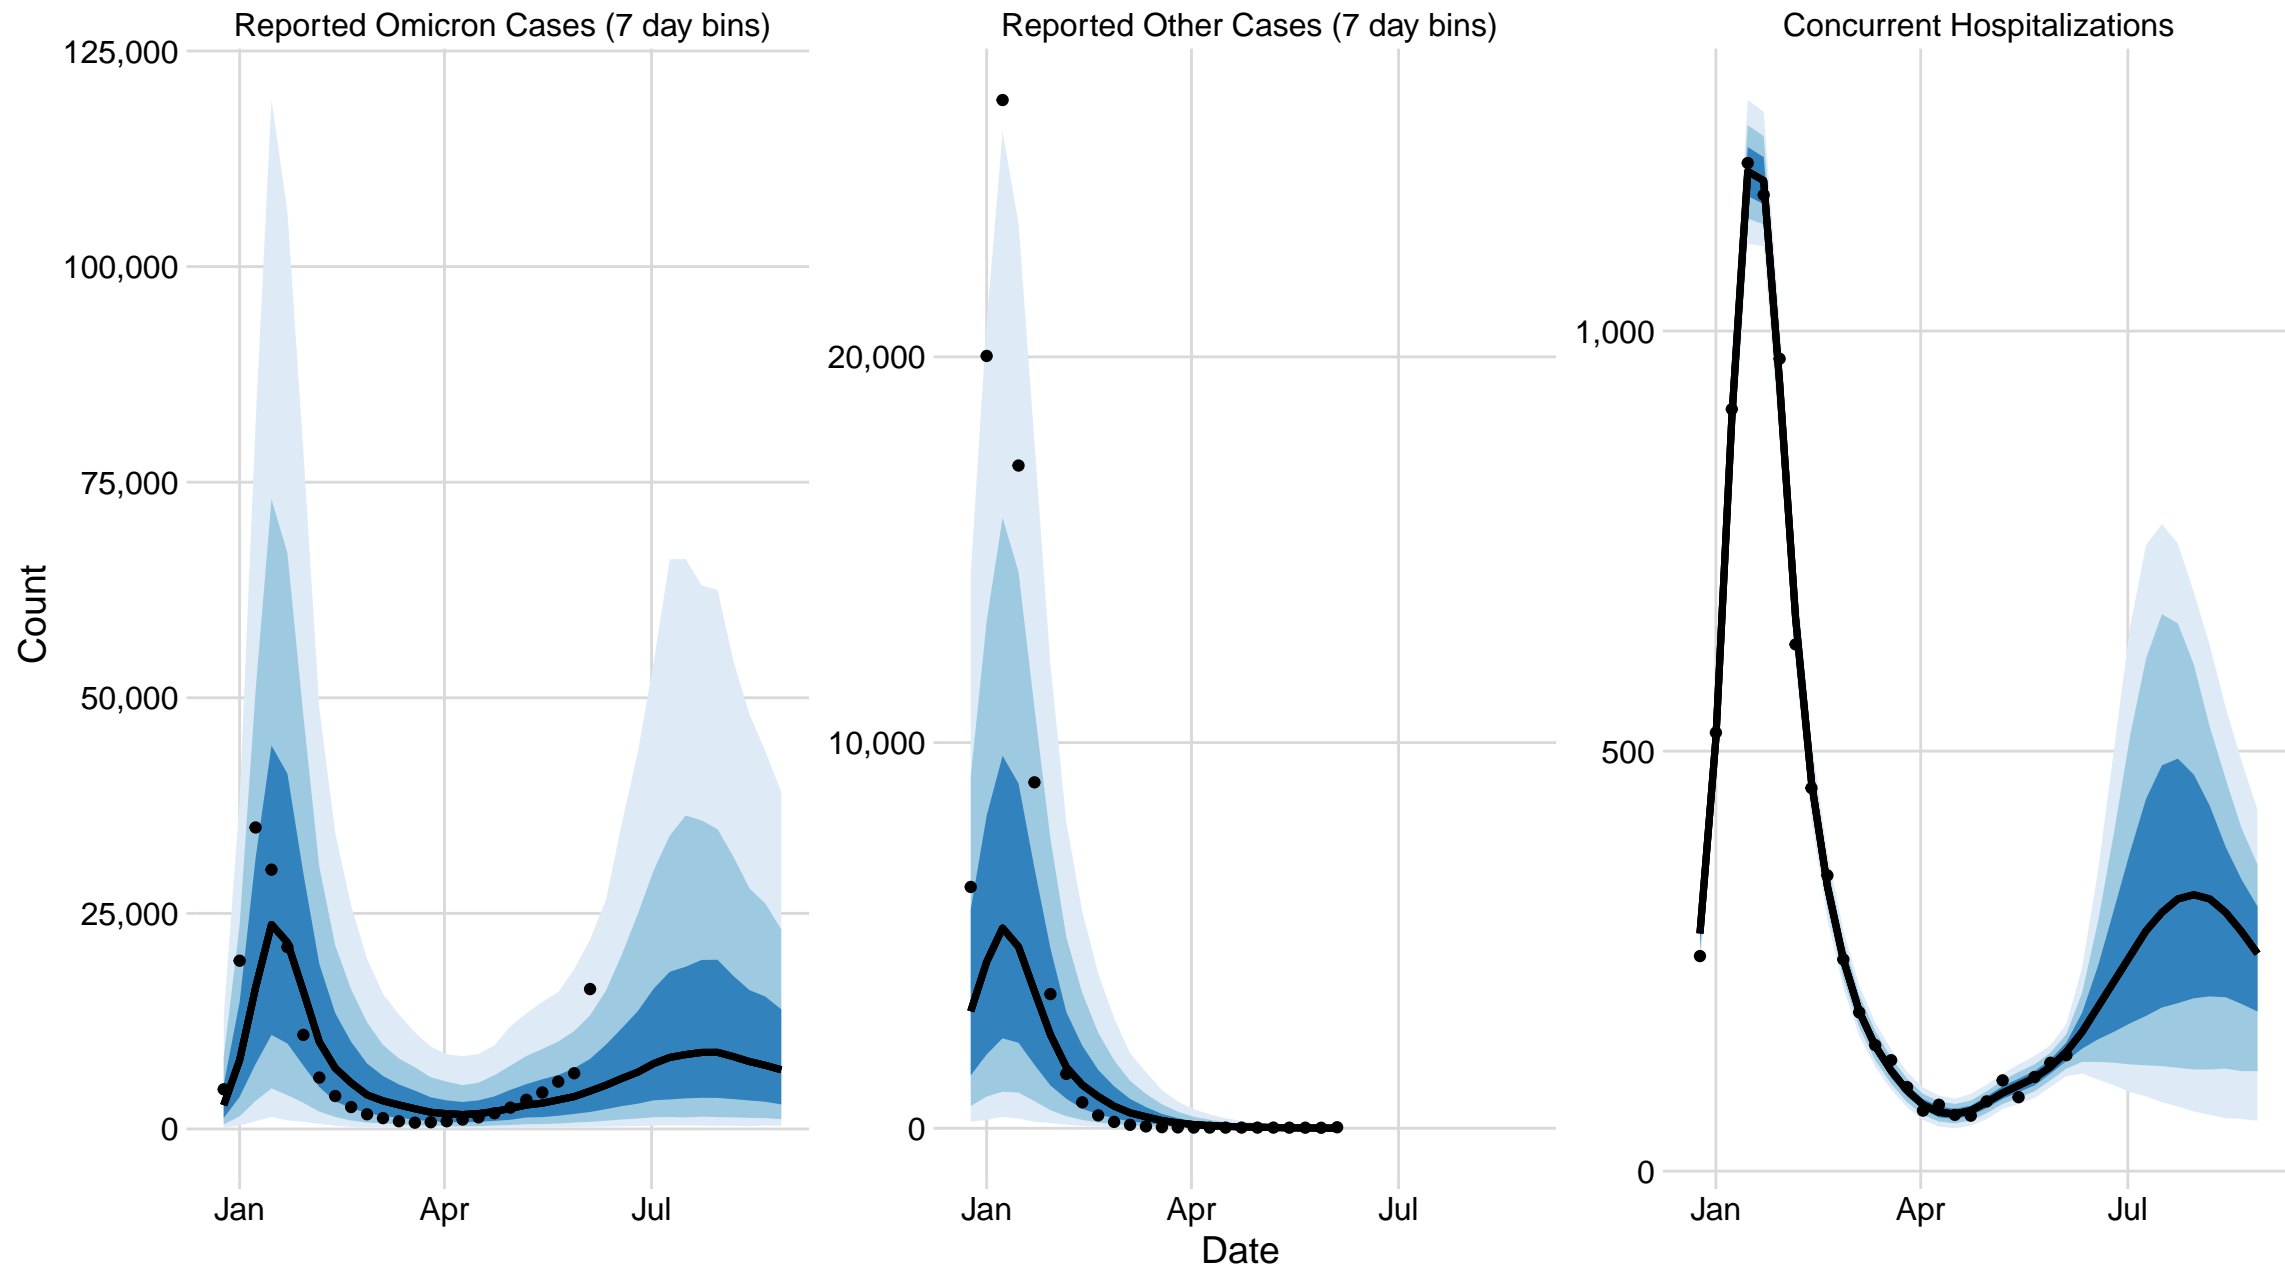 Reported Omicron Cases (7 day bins)
Reported Other Cases (7 day bins)
Concurrent Hospitalizations
Count
125,000
100,000
75,000
50,000
25,000
0
20,000
10,000
0
1,000
500
0
Jan
Apr
Jul
Jan
Apr
Jul
Jan
Apr
Jul
Date